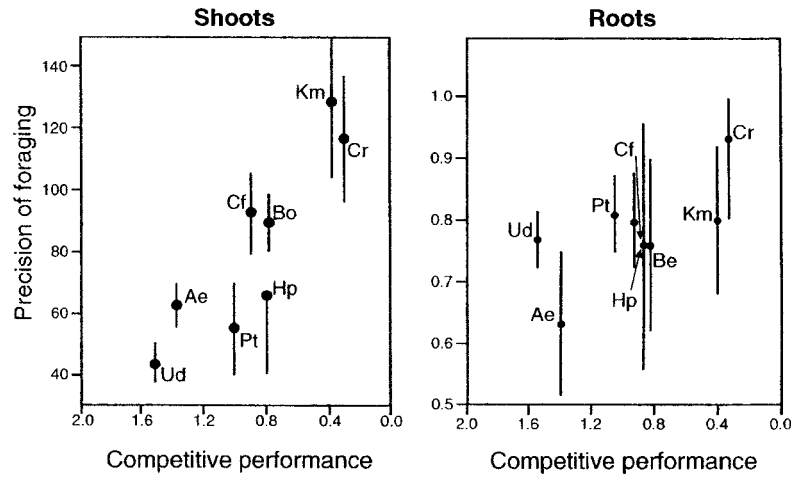 Shoots
Roots
Precision of foraging
140
120
100
80
60
40
Km
Cr
Cf
Bo
Ae
Hp
Pt
Ud
2.0 1.6 1.2 0.8 0.4 0.0
Competitive performance
1.0
0.9
0.8
0.7
0.6
0.5
Cr
Cf
Pt
Km
Ud
Be
Hp
Ae
2.0 1.6 1.2 0.8 0.4 0.0
Competitive performance